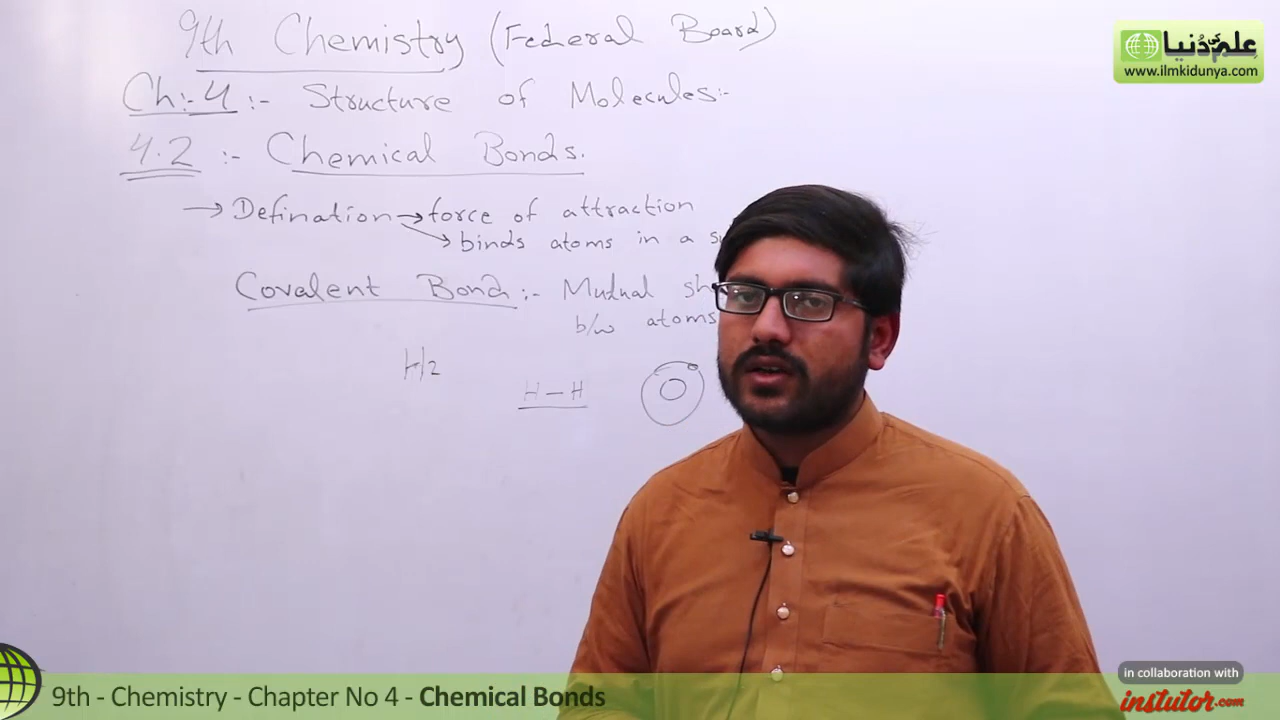 9th Chemistry (Federal Board)
Ch:-4 :- Structure of Molecules:-
4.2 :- Chemical Bonds.
→ Defination → force of attraction
→ binds atoms in a
Covalent Bond :- Mutual sh
b/w atoms
H2
H – H
علم کی دُنیا
www.ilmkidunya.com
9th - Chemistry - Chapter No 4 - Chemical Bonds
in collaboration with
instutor.com